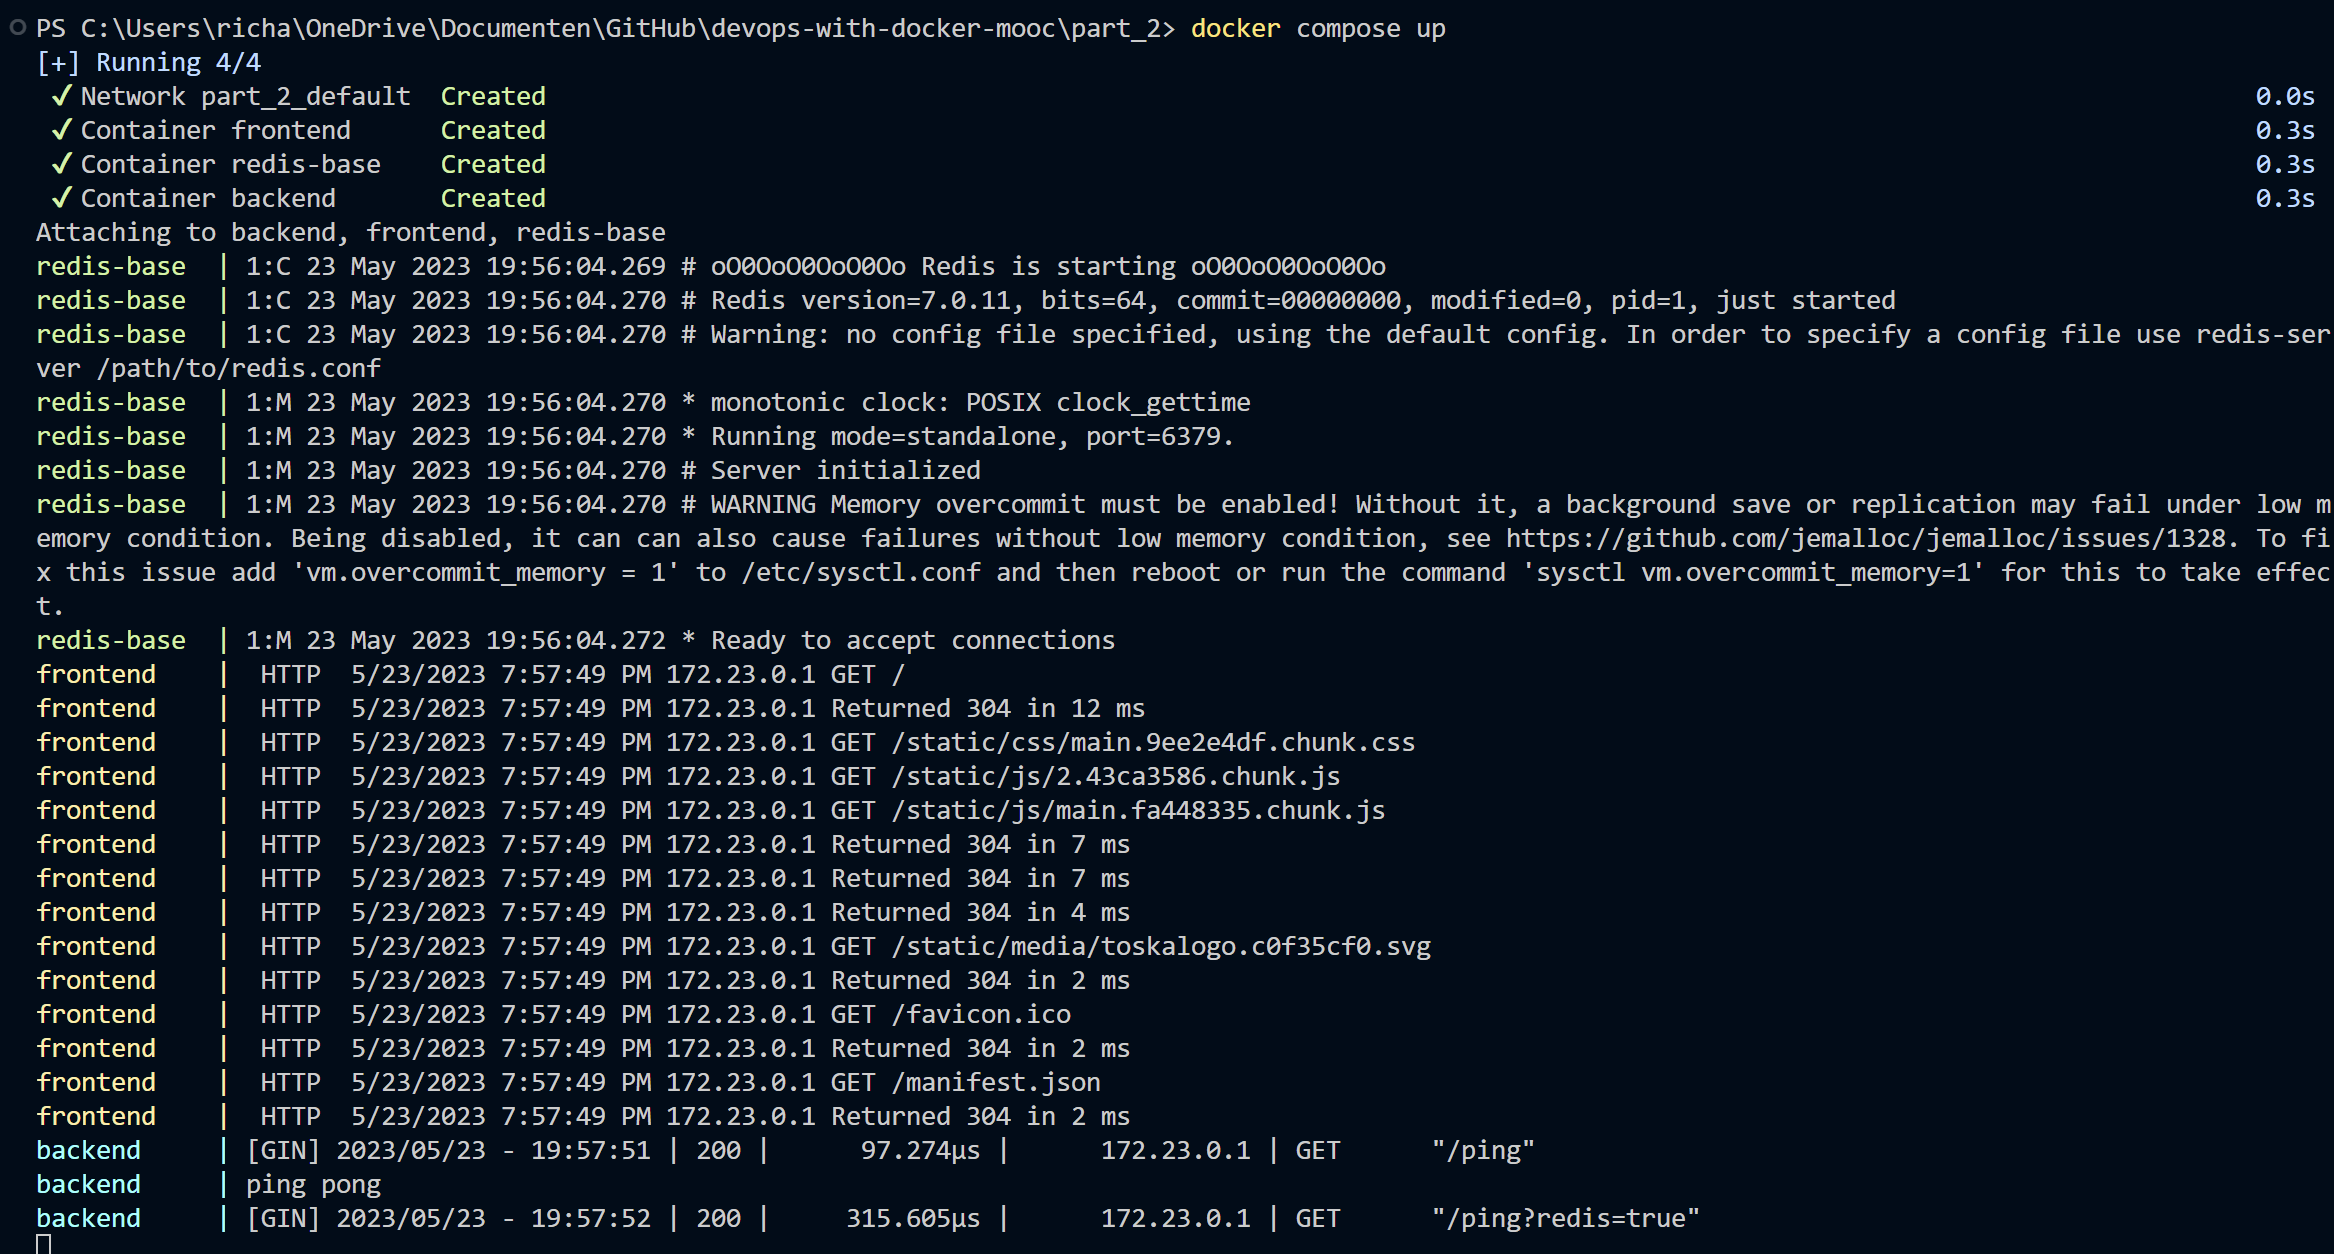 PS C:\Users\richa\OneDrive\Documenten\GitHub\devops-with-docker-mooc\part_2> docker compose up
[+] Running 4/4
✔ Network part_2_default  Created  0.0s
✔ Container frontend  Created  0.3s
✔ Container redis-base  Created  0.3s
✔ Container backend  Created  0.3s
Attaching to backend, frontend, redis-base
redis-base  | 1:C 23 May 2023 19:56:04.269 # oO0OoO0OoO0Oo Redis is starting oO0OoO0OoO0Oo
redis-base  | 1:C 23 May 2023 19:56:04.270 # Redis version=7.0.11, bits=64, commit=00000000, modified=0, pid=1, just started
redis-base  | 1:C 23 May 2023 19:56:04.270 # Warning: no config file specified, using the default config. In order to specify a config file use redis-ser
ver /path/to/redis.conf
redis-base  | 1:M 23 May 2023 19:56:04.270 * monotonic clock: POSIX clock_gettime
redis-base  | 1:M 23 May 2023 19:56:04.270 * Running mode=standalone, port=6379.
redis-base  | 1:M 23 May 2023 19:56:04.270 # Server initialized
redis-base  | 1:M 23 May 2023 19:56:04.270 # WARNING Memory overcommit must be enabled! Without it, a background save or replication may fail under low m
emory condition. Being disabled, it can can also cause failures without low memory condition, see https://github.com/jemalloc/jemalloc/issues/1328. To fi
x this issue add 'vm.overcommit_memory = 1' to /etc/sysctl.conf and then reboot or run the command 'sysctl vm.overcommit_memory=1' for this to take effec
t.
redis-base  | 1:M 23 May 2023 19:56:04.272 * Ready to accept connections
frontend    |  HTTP  5/23/2023 7:57:49 PM 172.23.0.1 GET /
frontend    |  HTTP  5/23/2023 7:57:49 PM 172.23.0.1 Returned 304 in 12 ms
frontend    |  HTTP  5/23/2023 7:57:49 PM 172.23.0.1 GET /static/css/main.9ee2e4df.chunk.css
frontend    |  HTTP  5/23/2023 7:57:49 PM 172.23.0.1 GET /static/js/2.43ca3586.chunk.js
frontend    |  HTTP  5/23/2023 7:57:49 PM 172.23.0.1 GET /static/js/main.fa448335.chunk.js
frontend    |  HTTP  5/23/2023 7:57:49 PM 172.23.0.1 Returned 304 in 7 ms
frontend    |  HTTP  5/23/2023 7:57:49 PM 172.23.0.1 Returned 304 in 7 ms
frontend    |  HTTP  5/23/2023 7:57:49 PM 172.23.0.1 Returned 304 in 4 ms
frontend    |  HTTP  5/23/2023 7:57:49 PM 172.23.0.1 GET /static/media/toskalogo.c0f35cf0.svg
frontend    |  HTTP  5/23/2023 7:57:49 PM 172.23.0.1 Returned 304 in 2 ms
frontend    |  HTTP  5/23/2023 7:57:49 PM 172.23.0.1 GET /favicon.ico
frontend    |  HTTP  5/23/2023 7:57:49 PM 172.23.0.1 Returned 304 in 2 ms
frontend    |  HTTP  5/23/2023 7:57:49 PM 172.23.0.1 GET /manifest.json
frontend    |  HTTP  5/23/2023 7:57:49 PM 172.23.0.1 Returned 304 in 2 ms
backend     | [GIN] 2023/05/23 - 19:57:51 | 200 |      97.274µs |      172.23.0.1 | GET      "/ping"
backend     | ping pong
backend     | [GIN] 2023/05/23 - 19:57:52 | 200 |     315.605µs |      172.23.0.1 | GET      "/ping?redis=true"